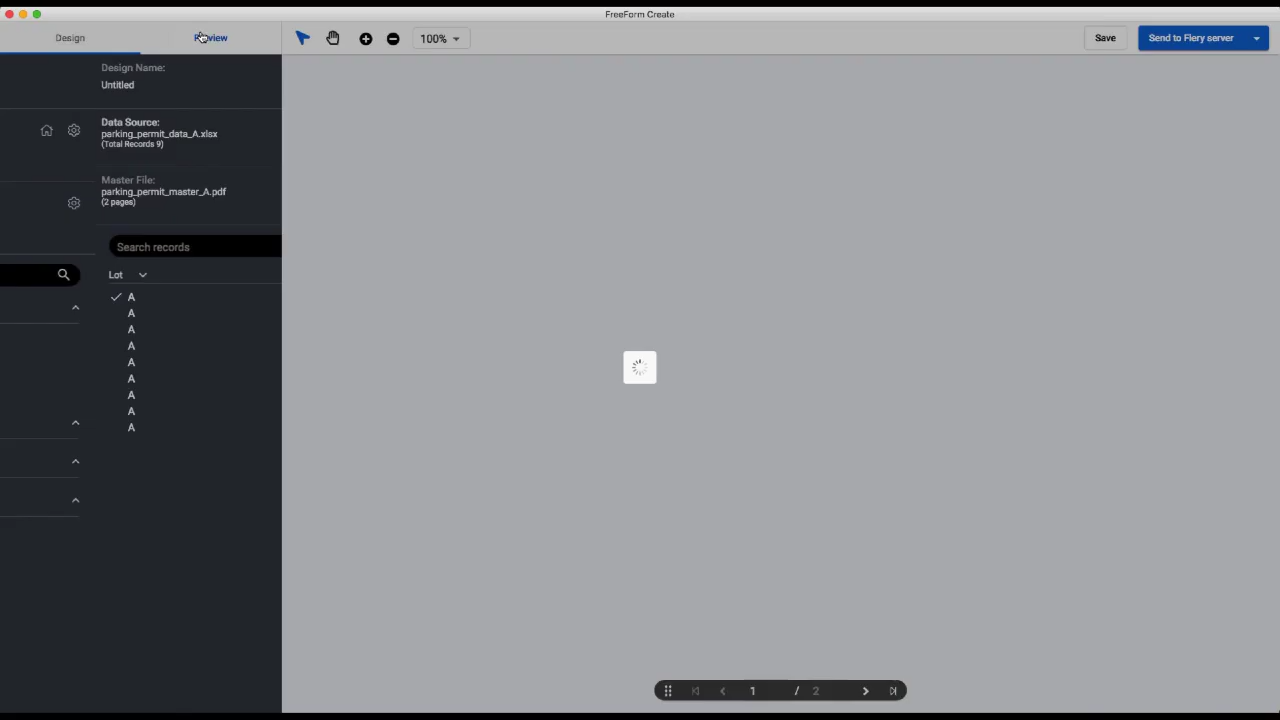 FreeForm Create
Design
Preview
100%
Save
Send to Fiery server
Design Name:
Untitled
Data Source:
parking_permit_data_A.xlsx
(Total Records 9)
Master File:
parking_permit_master_A.pdf
(2 pages)
Search records
Lot
A
A
A
A
A
A
A
A
A
1 / 2